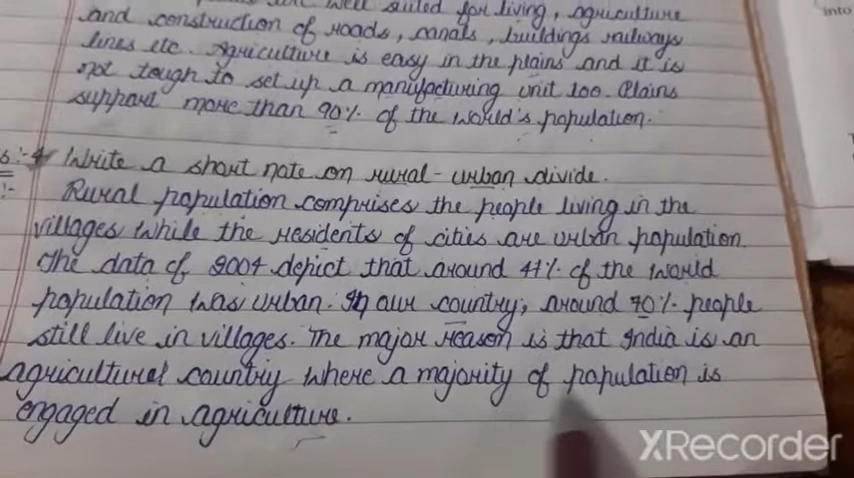 well suited for living, agriculture
and construction of roads, canals, buildings railways
lines etc. Agriculture is easy in the plains and it is
not tough to set up a manufacturing unit too. Plains
support more than 90% of the world's population.
into
Write a short note on rural-urban divide.
Rural population comprises the people living in the
villages while the residents of cities are urban population
The data of 2004 depict that around 47% of the world
population was urban. In our country, around 70% people
still live in villages. The major reason is that India is an
agricultural country where a majority of population is
engaged in agriculture.
XRecorder